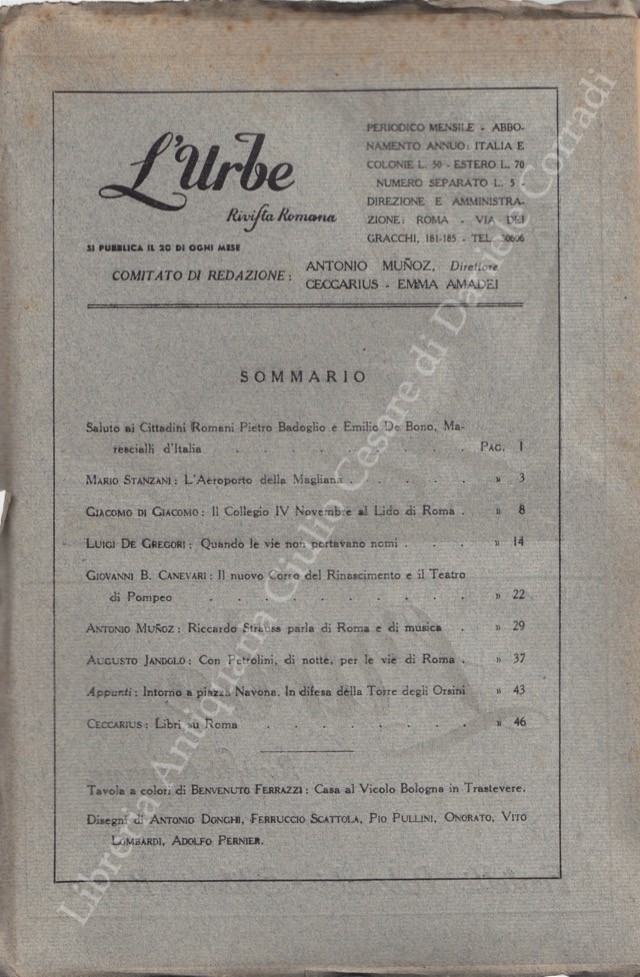 L'Urbe
Rivista Romana
SI PUBBLICA IL 20 DI OGNI MESE
PERIODICO MENSILE - ABBO-
NAMENTO ANNUO: ITALIA E
COLONIE L. 50 - ESTERO L. 70
NUMERO SEPARATO L. 5 -
DIREZIONE E AMMINISTRA-
ZIONE: ROMA - VIA DEI
GRACCHI, 181-185 - TEL.
COMITATO DI REDAZIONE:
ANTONIO MUÑOZ, Direttore
CECCARIUS - EMMA AMADEI
SOMMARIO
Saluto ai Cittadini Romani Pietro Badoglio e Emilio De Bono, Ma-
rescialli d'Italia . . . . . . . . . PAG. 1
MARIO STANZANI: L'Aeroporto della Magliana . . . . . » 3
GIACOMO DI GIACOMO: Il Collegio IV Novembre al Lido di Roma . » 8
LUIGI DE GREGORI: Quando le vie non portavano nomi . . . » 14
GIOVANNI B. CANEVARI: Il nuovo Corso del Rinascimento e il Teatro
di Pompeo . . . . . . . . . . » 22
ANTONIO MUÑOZ: Riccardo Strauss parla di Roma e di musica . » 29
AUGUSTO JANDOLO: Con Petrolini, di notte, per le vie di Roma . » 37
Appunti: Intorno a piazza Navona. In difesa della Torre degli Orsini » 43
CECCARIUS: Libri su Roma . . . . . . . . » 46
Tavola a colori di BENVENUTO FERRAZZI: Casa al Vicolo Bologna in Trastevere.
Disegni di ANTONIO DONGHI, FERRUCCIO SCATTOLA, PIO PULLINI, ONORATO, VITO
LOMBARDI, ADOLFO PERNIER.
Libreria Antiquaria Giulio Cesare di Daniele Corradi